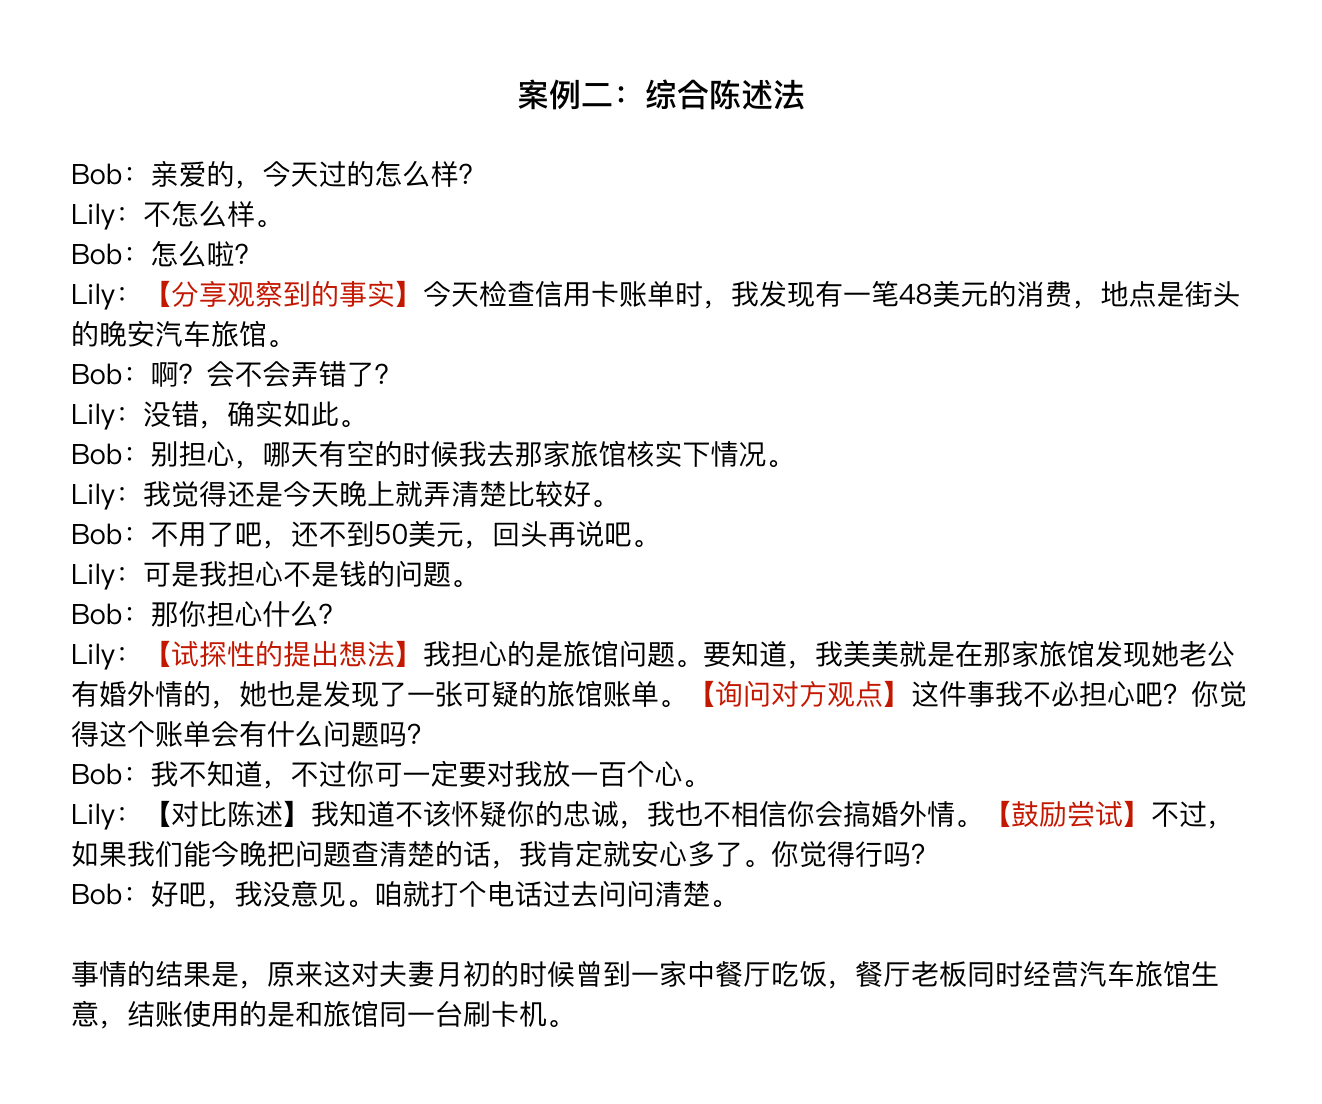 案例二：综合陈述法
Bob：亲爱的，今天过的怎么样？
Lily：不怎么样。
Bob：怎么啦？
Lily：【分享观察到的事实】今天检查信用卡账单时，我发现有一笔48美元的消费，地点是街头
的晚安汽车旅馆。
Bob：啊？会不会弄错了？
Lily：没错，确实如此。
Bob：别担心，哪天有空的时候我去那家旅馆核实下情况。
Lily：我觉得还是今天晚上就弄清楚比较好。
Bob：不用了吧，还不到50美元，回头再说吧。
Lily：可是我担心不是钱的问题。
Bob：那你担心什么？
Lily：【试探性的提出想法】我担心的是旅馆问题。要知道，我美美就是在那家旅馆发现她老公
有婚外情的，她也是发现了一张可疑的旅馆账单。【询问对方观点】这件事我不必担心吧？你觉
得这个账单会有什么问题吗？
Bob：我不知道，不过你可一定要对我放一百个心。
Lily：【对比陈述】我知道不该怀疑你的忠诚，我也不相信你会搞婚外情。【鼓励尝试】不过，
如果我们能今晚把问题查清楚的话，我肯定就安心多了。你觉得行吗？
Bob：好吧，我没意见。咱就打个电话过去问问清楚。
事情的结果是，原来这对夫妻月初的时候曾到一家中餐厅吃饭，餐厅老板同时经营汽车旅馆生
意，结账使用的是和旅馆同一台刷卡机。